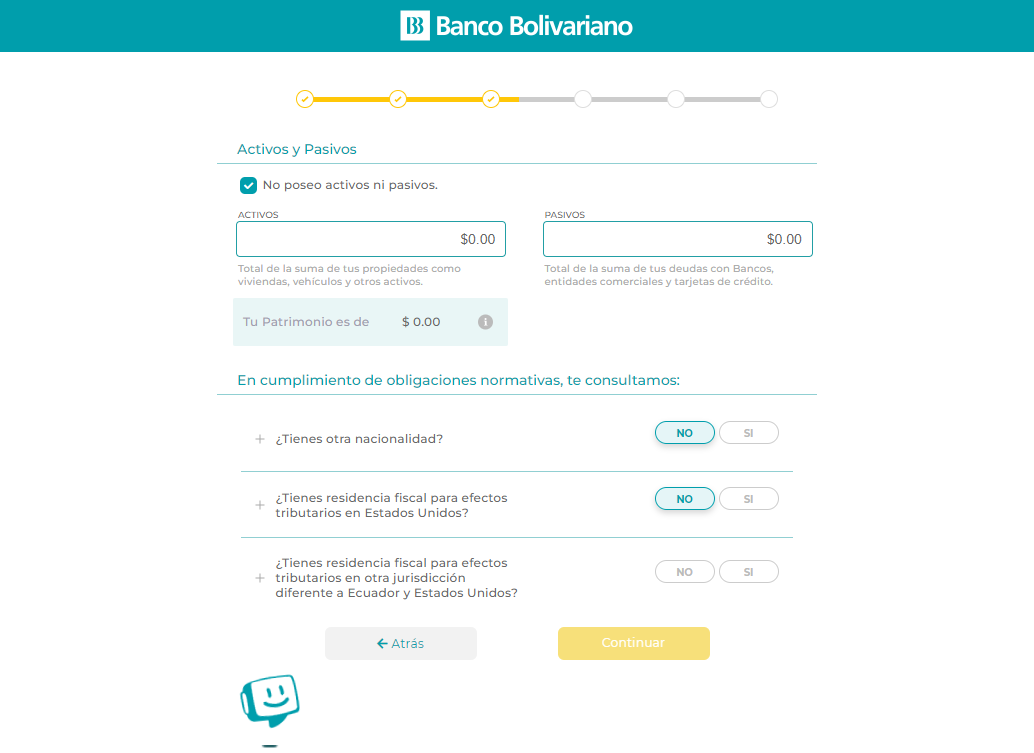 Banco Bolivariano
Activos y Pasivos
No poseo activos ni pasivos.
ACTIVOS
$0.00
Total de la suma de tus propiedades como
viviendas, vehículos y otros activos.
PASIVOS
$0.00
Total de la suma de tus deudas con Bancos,
entidades comerciales y tarjetas de crédito.
Tu Patrimonio es de $ 0.00
En cumplimiento de obligaciones normativas, te consultamos:
¿Tienes otra nacionalidad?
NO SI
¿Tienes residencia fiscal para efectos
tributarios en Estados Unidos?
NO SI
¿Tienes residencia fiscal para efectos
tributarios en otra jurisdicción
diferente a Ecuador y Estados Unidos?
NO SI
Atrás
Continuar